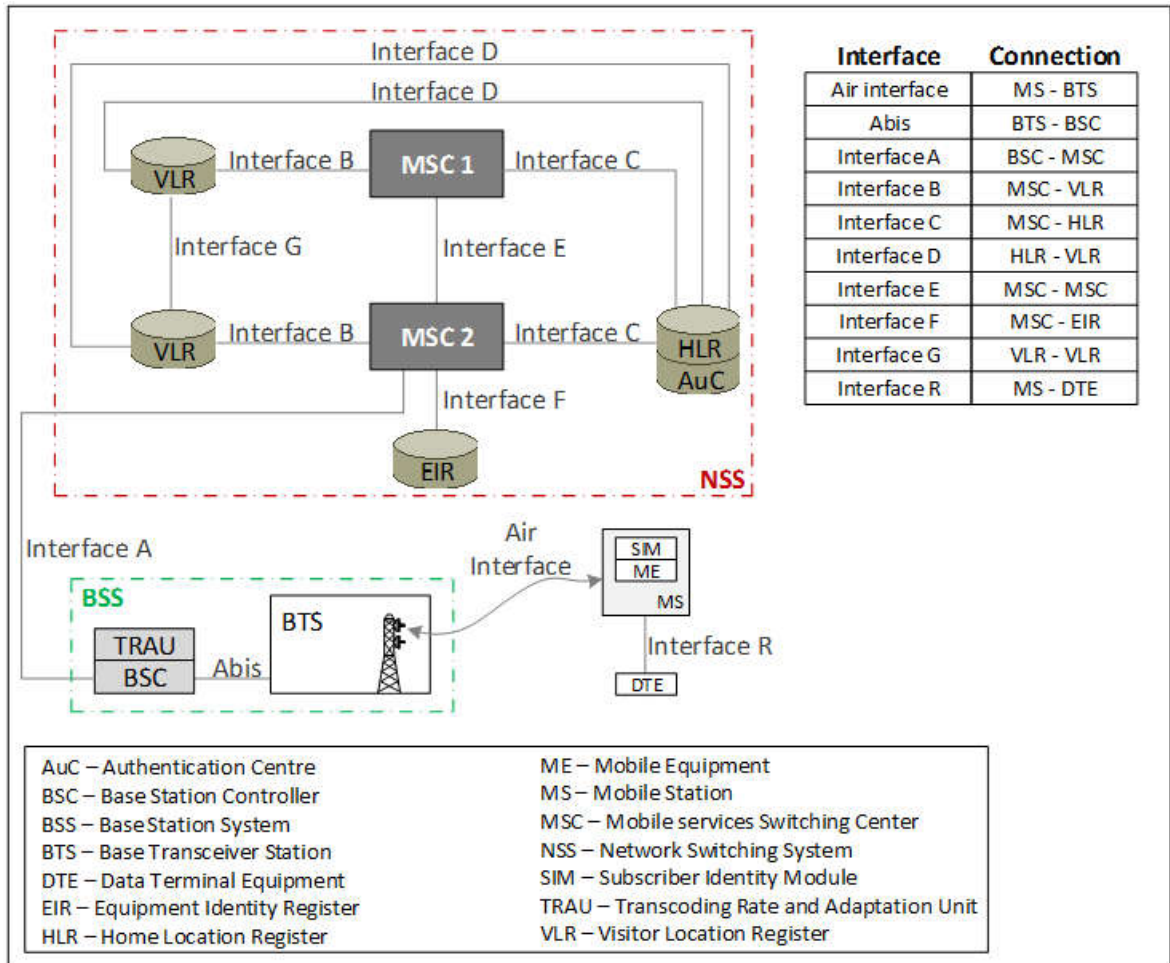 Interface D
Interface D
VLR
Interface B
MSC 1
Interface C
Interface G
Interface E
VLR
Interface B
MSC 2
Interface C
HLR
AuC
Interface F
EIR
NSS
Interface Connection
Air interface MS - BTS
Abis BTS - BSC
Interface A BSC - MSC
Interface B MSC - VLR
Interface C MSC - HLR
Interface D HLR - VLR
Interface E MSC - MSC
Interface F MSC - EIR
Interface G VLR - VLR
Interface R MS - DTE
Interface A
Air
Interface
SIM
ME
MS
BSS
BTS
TRAU
BSC
Abis
Interface R
DTE
AuC – Authentication Centre
BSC – Base Station Controller
BSS – Base Station System
BTS – Base Transceiver Station
DTE – Data Terminal Equipment
EIR – Equipment Identity Register
HLR – Home Location Register
ME – Mobile Equipment
MS – Mobile Station
MSC – Mobile services Switching Center
NSS – Network Switching System
SIM – Subscriber Identity Module
TRAU – Transcoding Rate and Adaptation Unit
VLR – Visitor Location Register